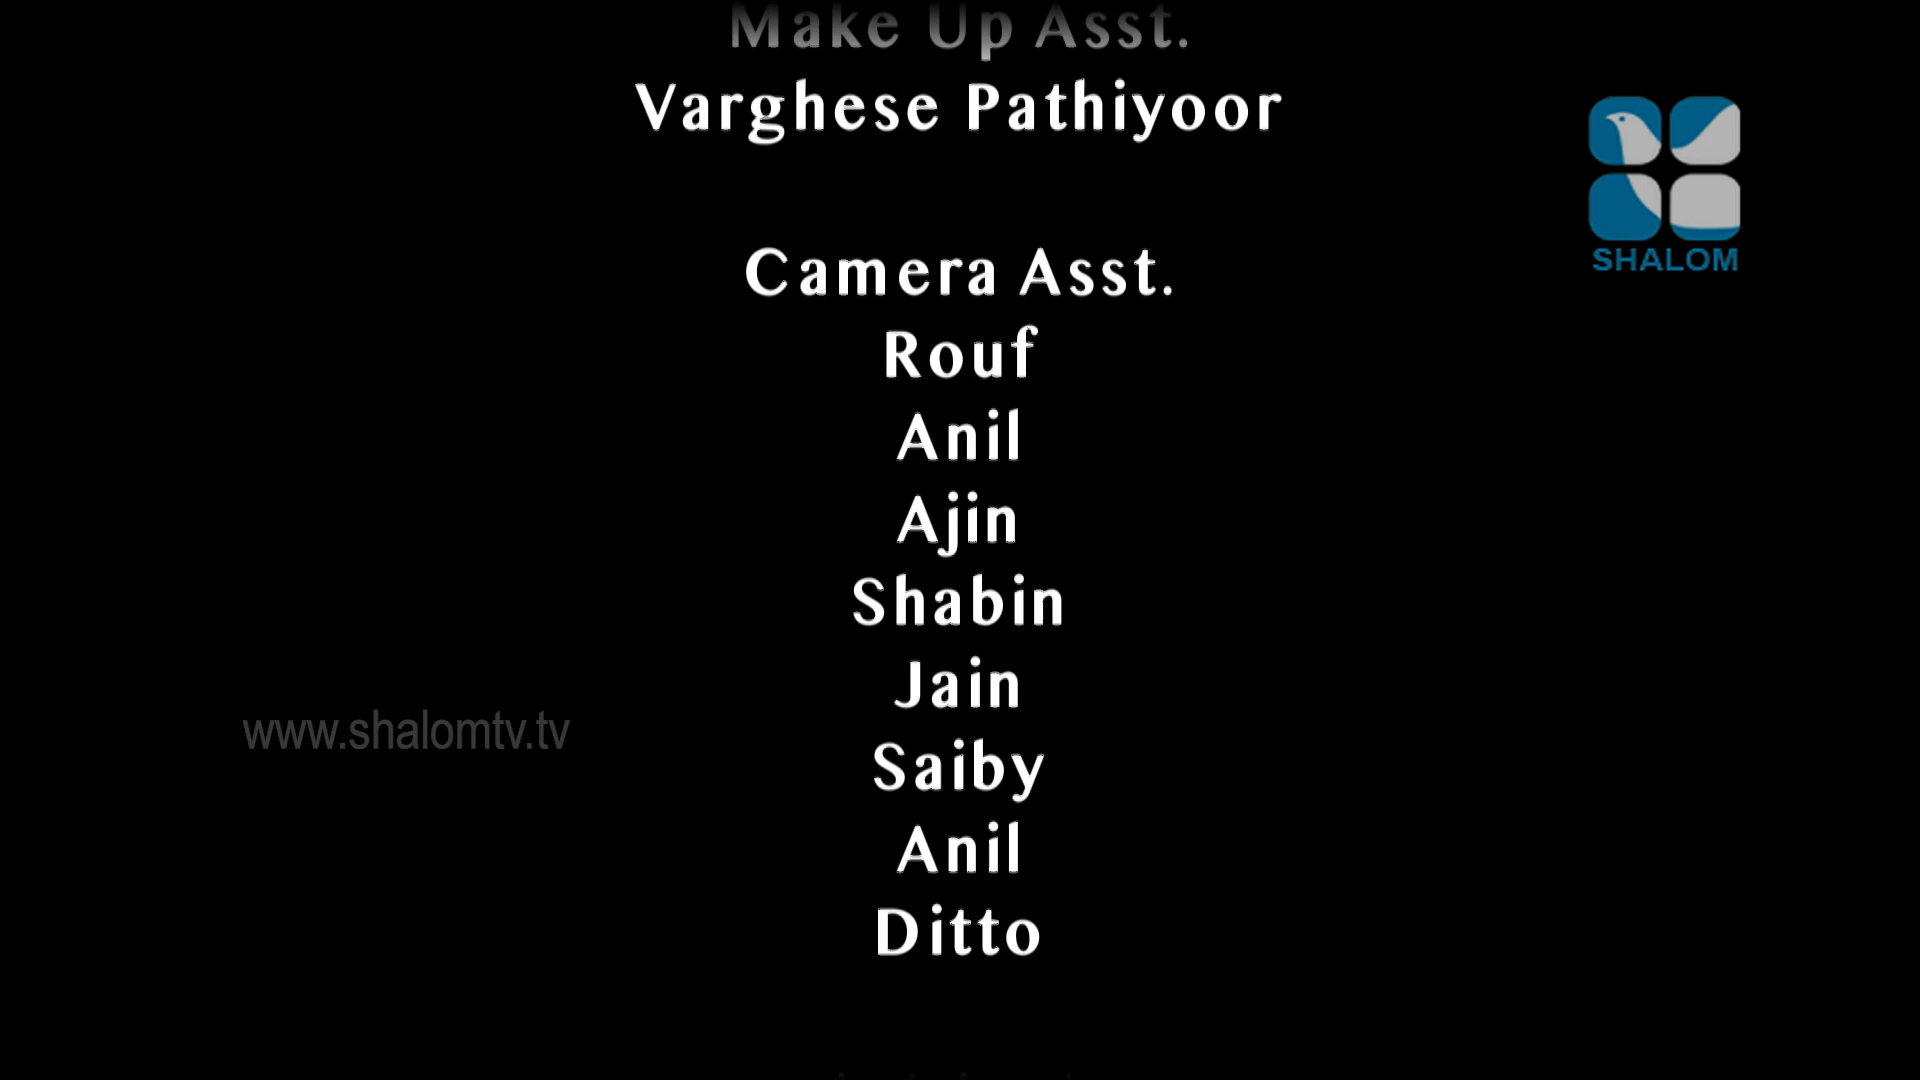 Make Up Asst.
Varghese Pathiyoor
SHALOM
Camera Asst.
Rouf
Anil
Ajin
Shabin
Jain
www.shalomtv.tv
Saiby
Anil
Ditto